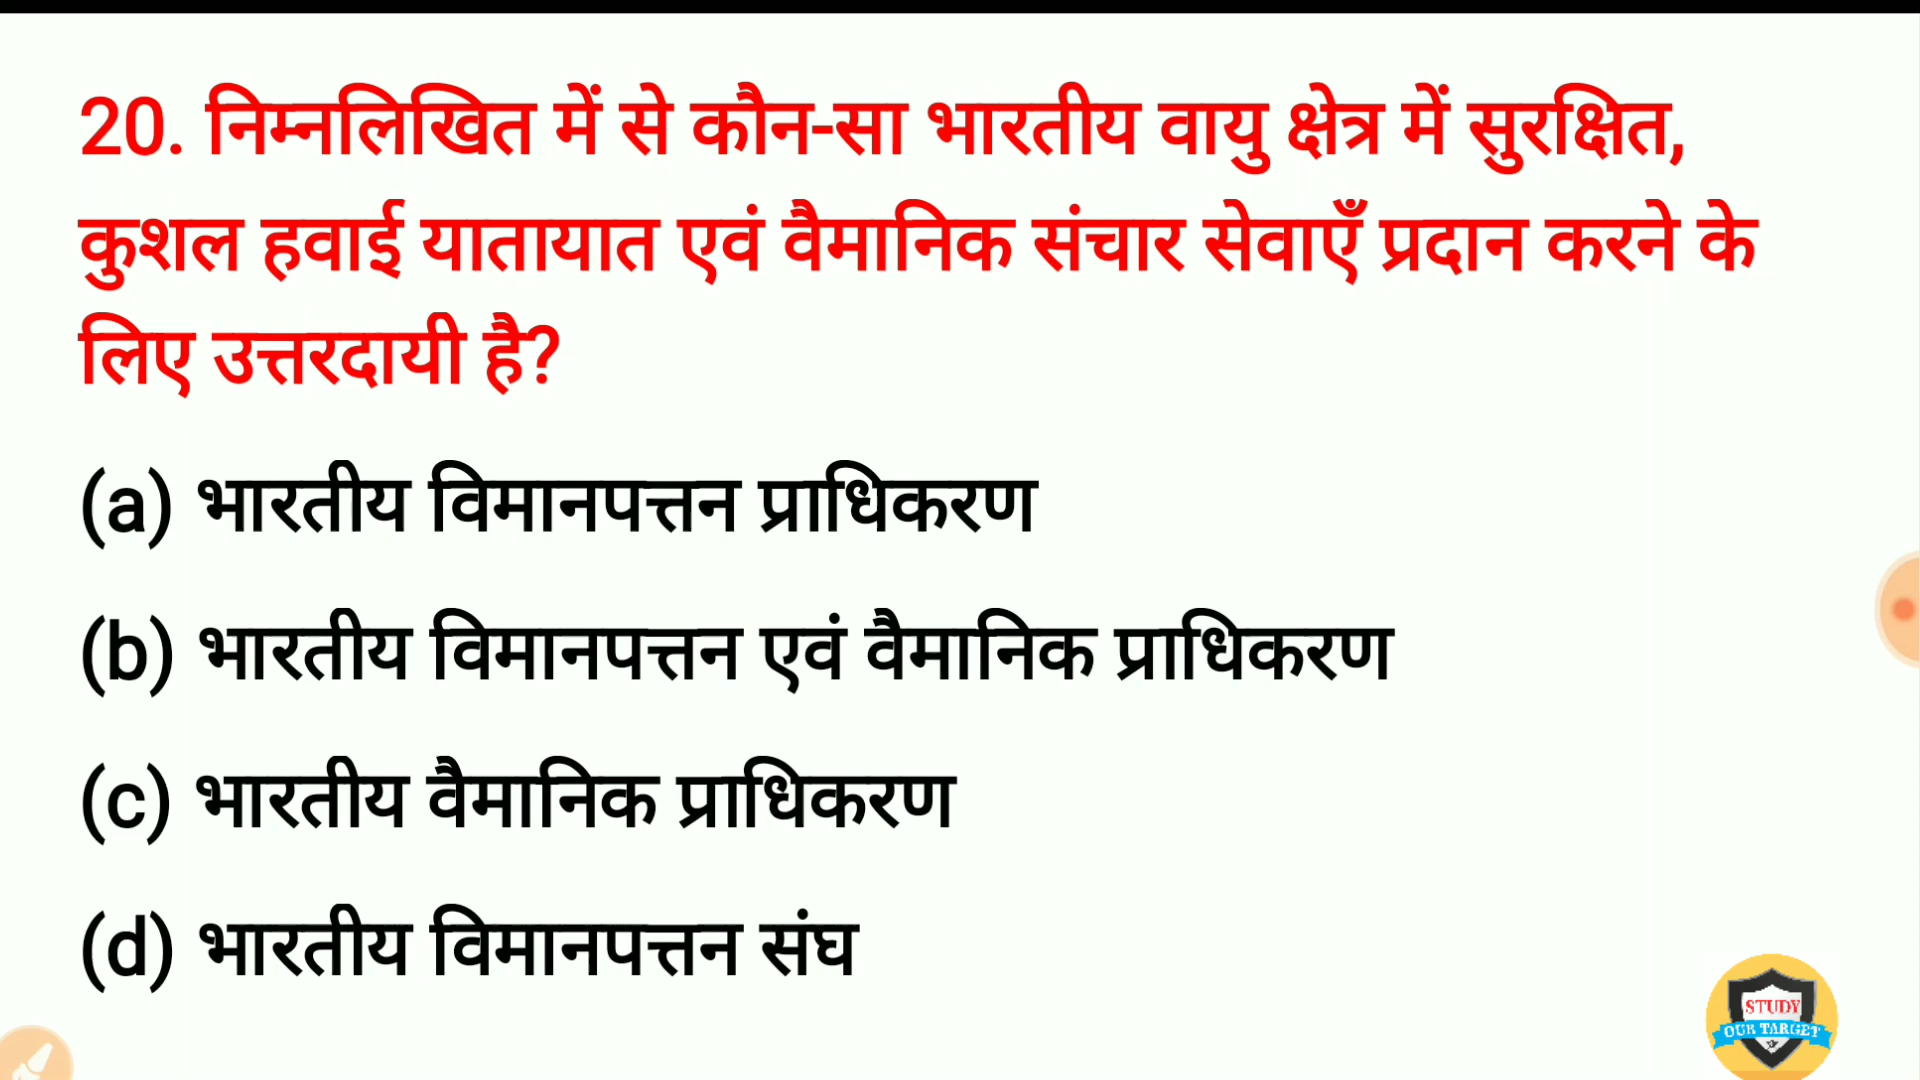 20. निम्नलिखित में से कौन-सा भारतीय वायु क्षेत्र में सुरक्षित,
कुशल हवाई यातायात एवं वैमानिक संचार सेवाएँ प्रदान करने के
लिए उत्तरदायी है?
(a) भारतीय विमानपत्तन प्राधिकरण
(b) भारतीय विमानपत्तन एवं वैमानिक प्राधिकरण
(c) भारतीय वैमानिक प्राधिकरण
(d) भारतीय विमानपत्तन संघ
STUDY
OUR TARGET